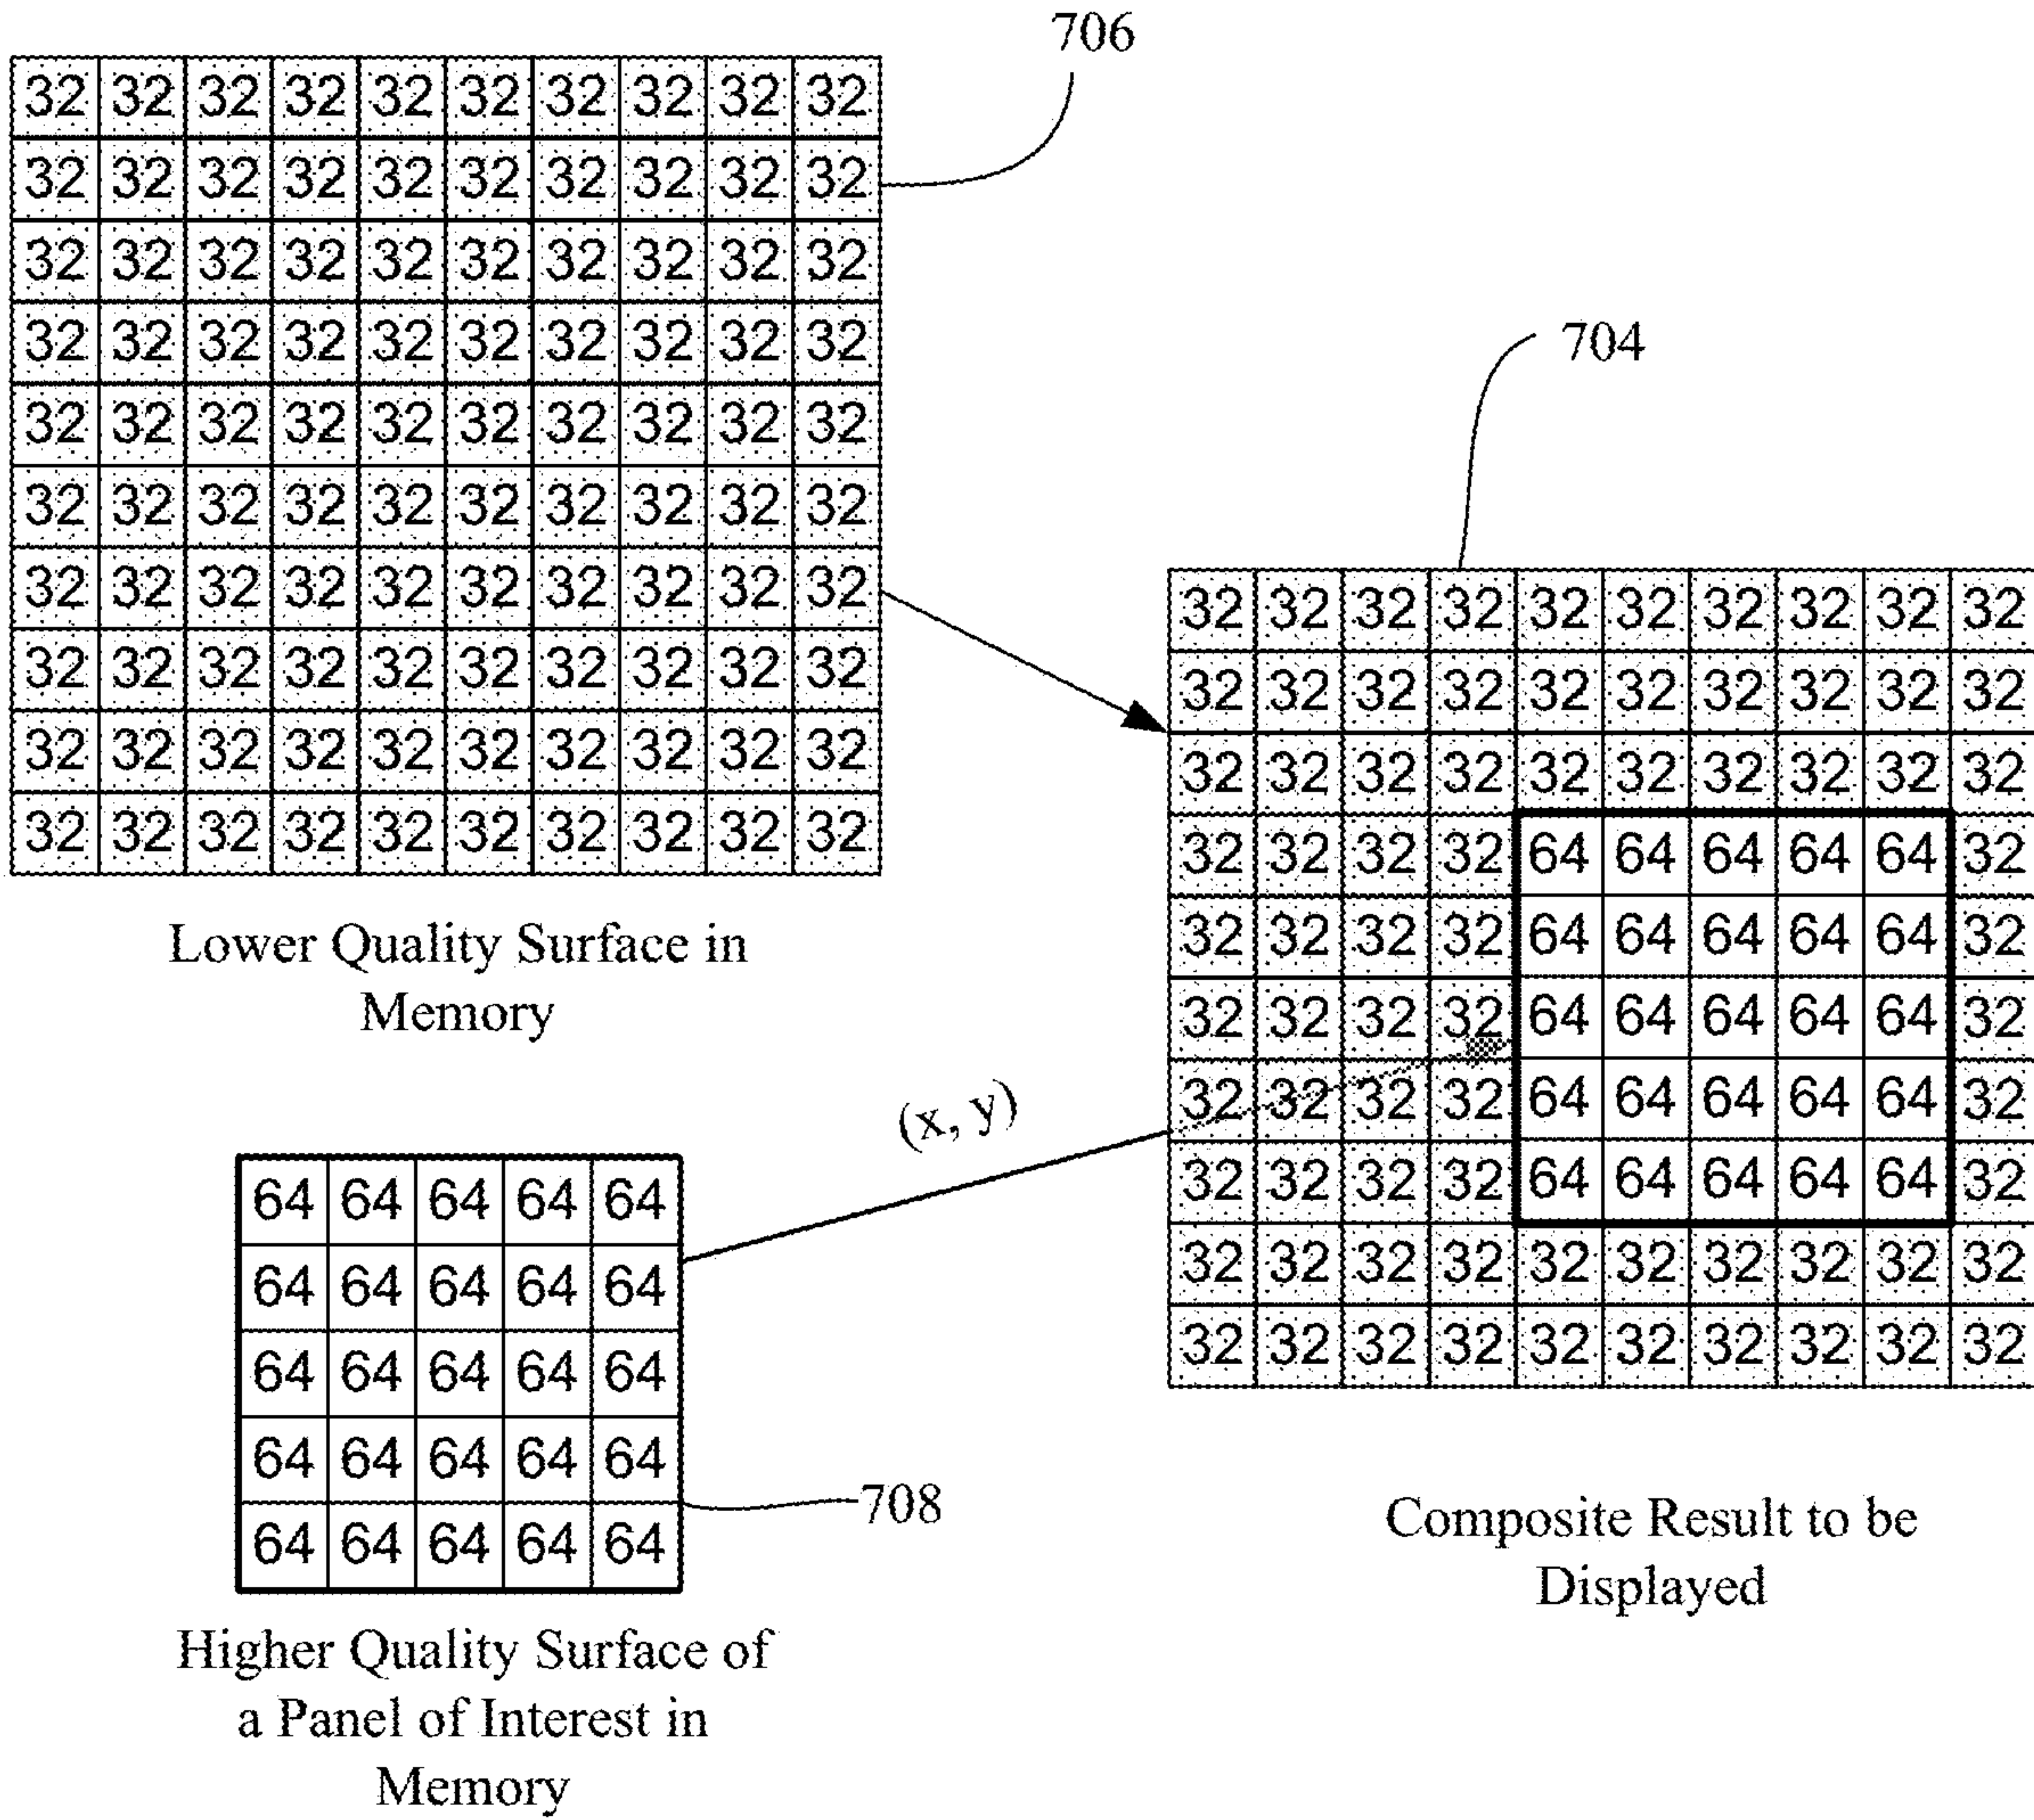 706
32 32 32 32 32 32 32 32 32 32
32 32 32 32 32 32 32 32 32 32
32 32 32 32 32 32 32 32 32 32
32 32 32 32 32 32 32 32 32 32
32 32 32 32 32 32 32 32 32 32
32 32 32 32 32 32 32 32 32 32
32 32 32 32 32 32 32 32 32 32
32 32 32 32 32 32 32 32 32 32
32 32 32 32 32 32 32 32 32 32
32 32 32 32 32 32 32 32 32 32
Lower Quality Surface in
Memory
704
32 32 32 32 32 32 32 32 32 32
32 32 32 32 32 32 32 32 32 32
32 32 32 32 32 32 32 32 32 32
32 32 32 32 64 64 64 64 64 32
32 32 32 32 64 64 64 64 64 32
32 32 32 32 64 64 64 64 64 32
32 32 32 32 64 64 64 64 64 32
32 32 32 32 64 64 64 64 64 32
32 32 32 32 32 32 32 32 32 32
32 32 32 32 32 32 32 32 32 32
Composite Result to be
Displayed
(x, y)
64 64 64 64 64
64 64 64 64 64
64 64 64 64 64
64 64 64 64 64
64 64 64 64 64
708
Higher Quality Surface of
a Panel of Interest in
Memory